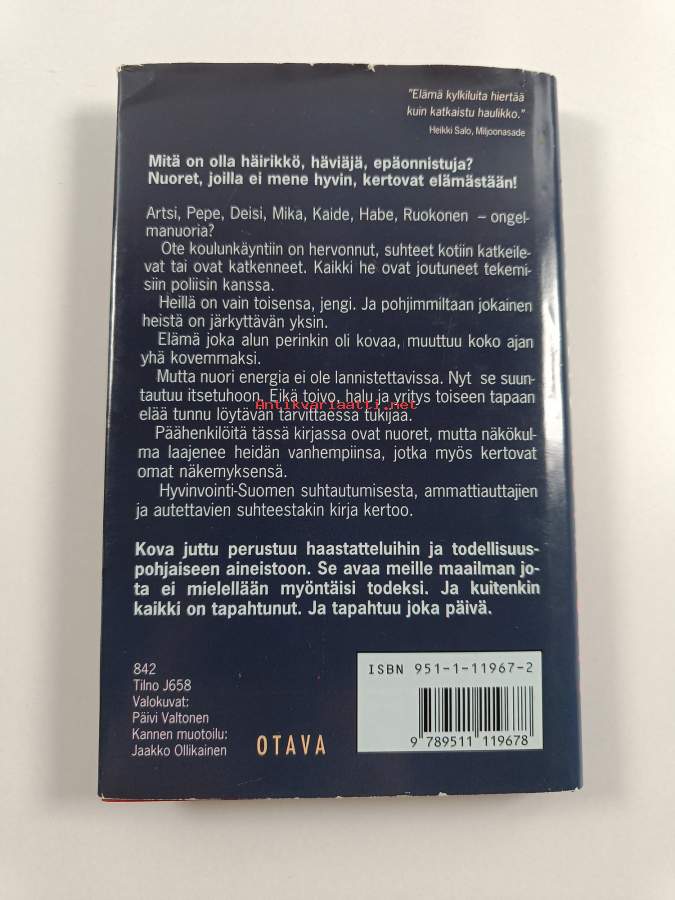 "Elämä kylkiluita hiertää
kuin katkaistu haulikko."
Heikki Salo, Miljoonasade
Mitä on olla häirikkö, häviäjä, epäonnistuja?
Nuoret, joilla ei mene hyvin, kertovat elämästään!
Artsi, Pepe, Deisi, Mika, Kaide, Habe, Ruokonen – ongel-
manuoria?
Ote koulunkäyntiin on hervonnut, suhteet kotiin katkeile-
vat tai ovat katkenneet. Kaikki he ovat joutuneet tekemi-
siin poliisin kanssa.
Heillä on vain toisensa, jengi. Ja pohjimmiltaan jokainen
heistä on järkyttävän yksin.
Elämä joka alun perinkin oli kovaa, muuttuu koko ajan
yhä kovemmaksi.
Mutta nuori energia ei ole lannistettavissa. Nyt se suun-
tautuu itsetuhoon. Eikä toivo, halu ja yritys toiseen tapaan
Antikvariaatti.net
elää tunnu löytävän tarvittaessa tukijaa.
Päähenkilöitä tässä kirjassa ovat nuoret, mutta näkökul-
ma laajenee heidän vanhempiinsa, jotka myös kertovat
omat näkemyksensä.
Hyvinvointi-Suomen suhtautumisesta, ammattiauttajien
ja autettavien suhteestakin kirja kertoo.
Kova juttu perustuu haastatteluihin ja todellisuus-
pohjaiseen aineistoon. Se avaa meille maailman jo-
ta ei mielellään myöntäisi todeksi. Ja kuitenkin
kaikki on tapahtunut. Ja tapahtuu joka päivä.
842
Tilno J658
Valokuvat:
Päivi Valtonen
Kannen muotoilu:
Jaakko Ollikainen
OTAVA
ISBN 951-1-11967-2
9 789511 119678